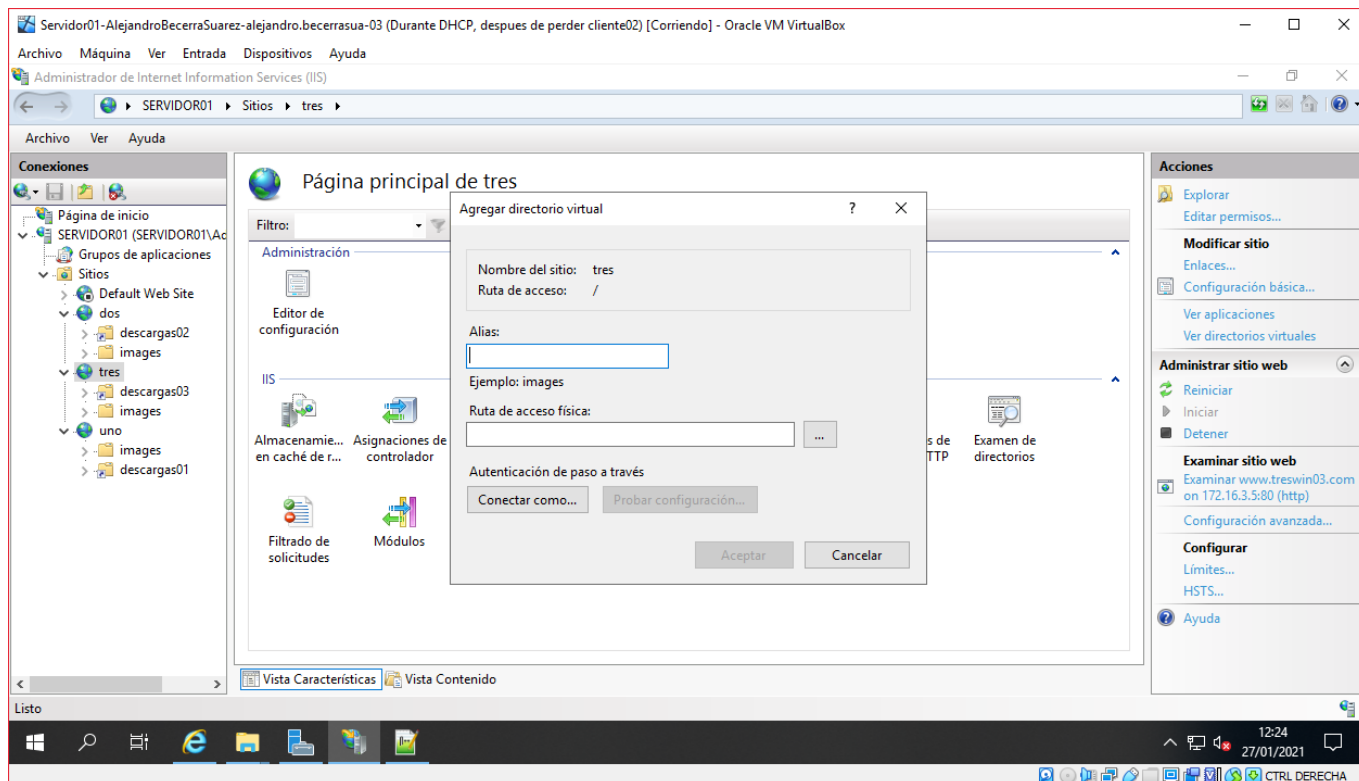 Servidor01-AlejandroBecerraSuarez-alejandro.becerrasua-03 (Durante DHCP, despues de perder cliente02) [Corriendo] - Oracle VM VirtualBox
Archivo Máquina Ver Entrada Dispositivos Ayuda
Administrador de Internet Information Services (IIS)
SERVIDOR01 Sitios tres
Archivo Ver Ayuda
Conexiones
Página de inicio
SERVIDOR01 (SERVIDOR01\Ac
Grupos de aplicaciones
Sitios
Default Web Site
dos
descargas02
images
tres
descargas03
images
uno
images
descargas01
Página principal de tres
Filtro:
Administración
Editor de
configuración
IIS
Almacenamie...
en caché de r...
Asignaciones de
controlador
s de
TTP
Examen de
directorios
Filtrado de
solicitudes
Módulos
Agregar directorio virtual
?
Nombre del sitio: tres
Ruta de acceso: /
Alias:
Ejemplo: images
Ruta de acceso física:
...
Autenticación de paso a través
Conectar como... Probar configuración...
Aceptar Cancelar
Vista Características Vista Contenido
Acciones
Explorar
Editar permisos...
Modificar sitio
Enlaces...
Configuración básica...
Ver aplicaciones
Ver directorios virtuales
Administrar sitio web
Reiniciar
Iniciar
Detener
Examinar sitio web
Examinar www.treswin03.com
on 172.16.3.5:80 (http)
Configuración avanzada...
Configurar
Límites...
HSTS...
Ayuda
Listo
12:24
27/01/2021
CTRL DERECHA